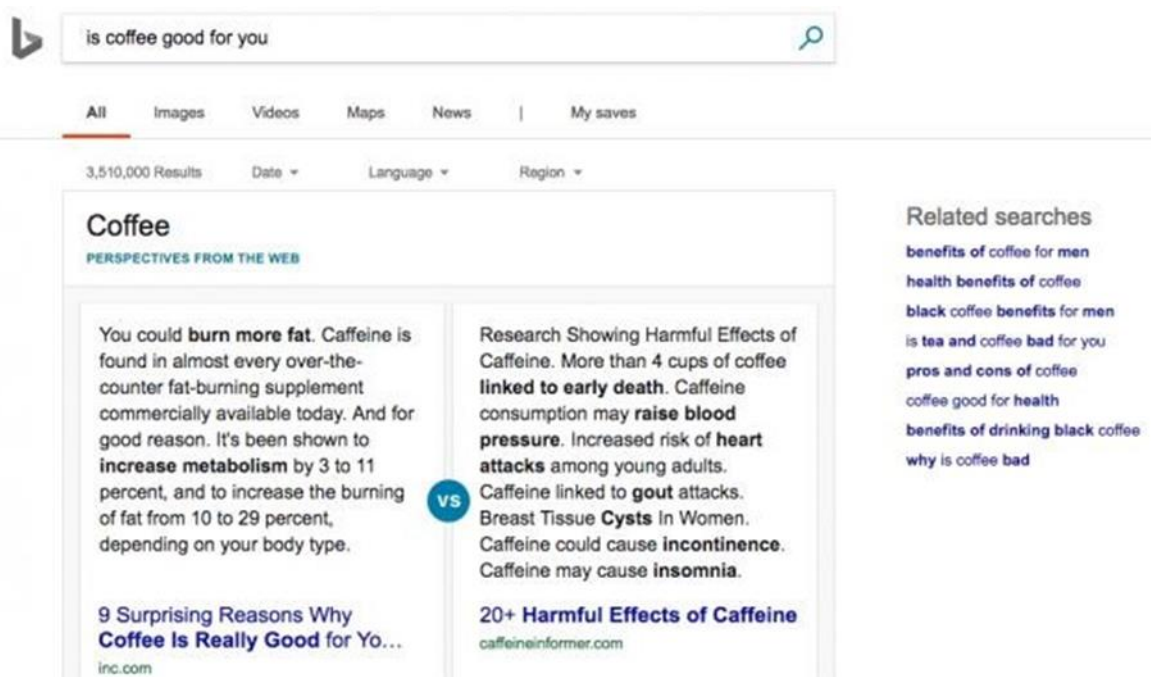 is coffee good for you
All Images Videos Maps News | My saves
3,510,000 Results Date Language Region
Coffee
PERSPECTIVES FROM THE WEB
You could burn more fat. Caffeine is
found in almost every over-the-
counter fat-burning supplement
commercially available today. And for
good reason. It's been shown to
increase metabolism by 3 to 11
percent, and to increase the burning
of fat from 10 to 29 percent,
depending on your body type.
9 Surprising Reasons Why
Coffee Is Really Good for Yo...
inc.com
vs
Research Showing Harmful Effects of
Caffeine. More than 4 cups of coffee
linked to early death. Caffeine
consumption may raise blood
pressure. Increased risk of heart
attacks among young adults.
Caffeine linked to gout attacks.
Breast Tissue Cysts In Women.
Caffeine could cause incontinence.
Caffeine may cause insomnia.
20+ Harmful Effects of Caffeine
caffeineinformer.com
Related searches
benefits of coffee for men
health benefits of coffee
black coffee benefits for men
is tea and coffee bad for you
pros and cons of coffee
coffee good for health
benefits of drinking black coffee
why is coffee bad